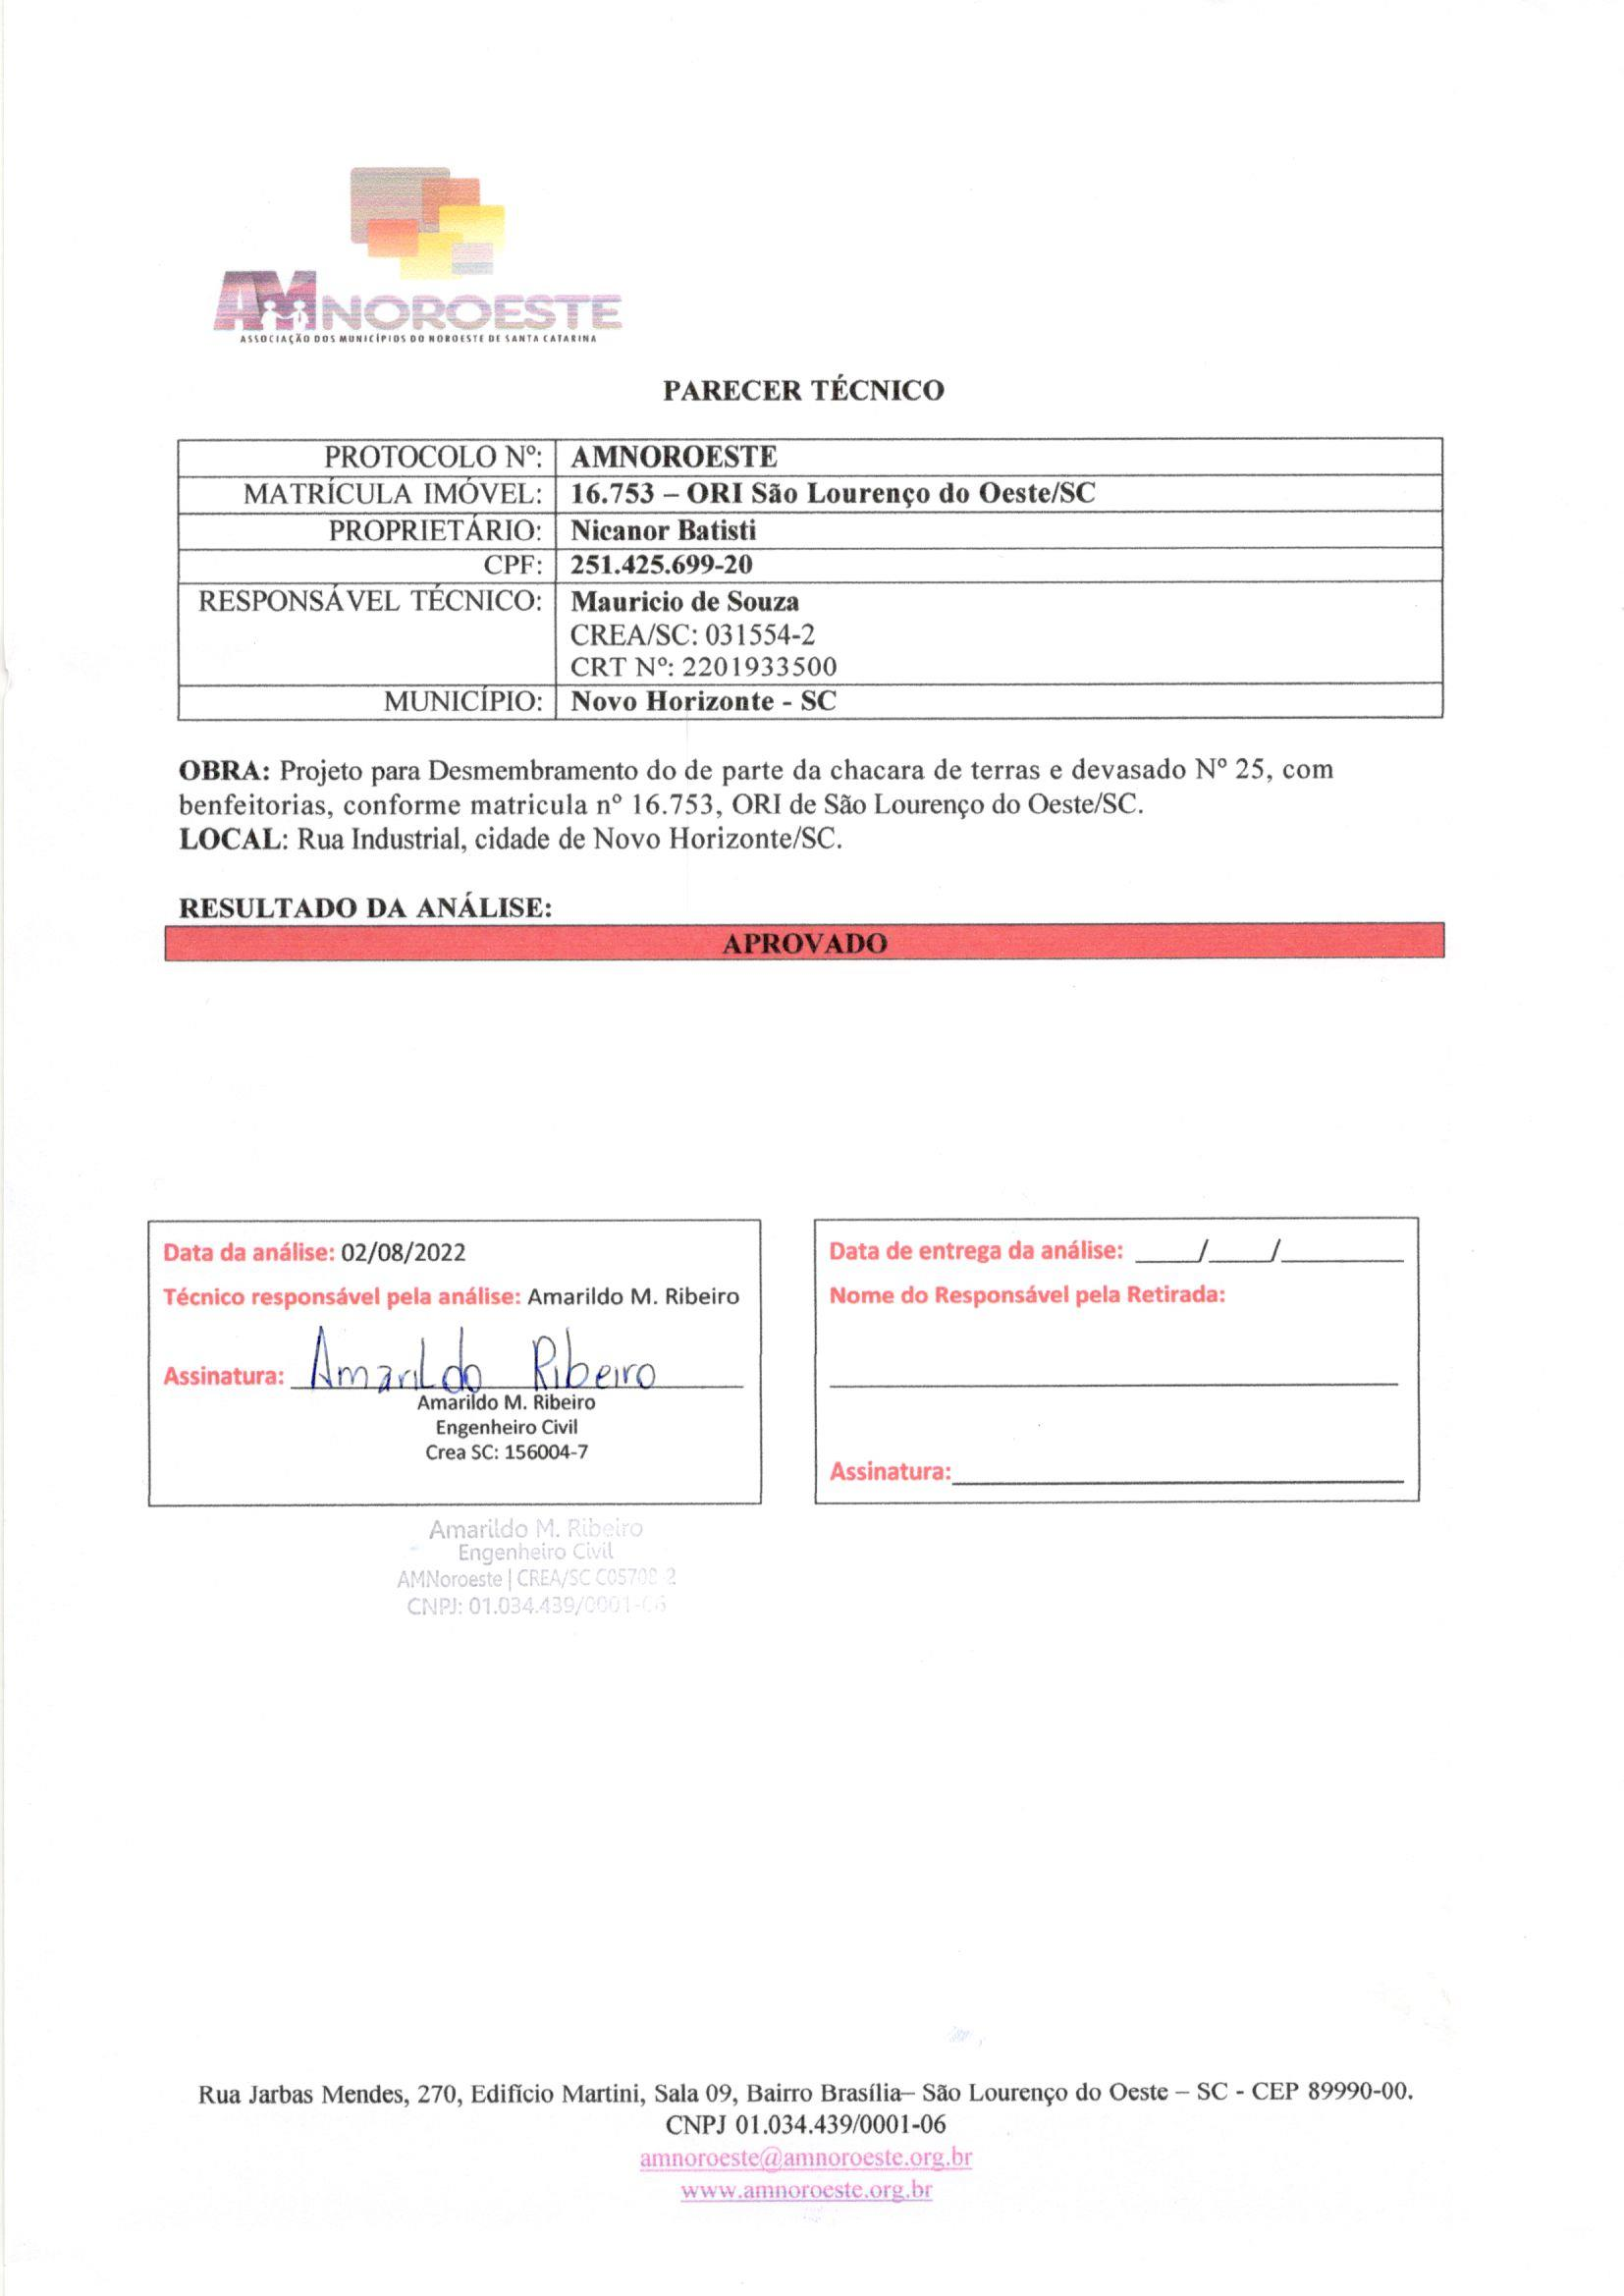 AMNOROESTE
ASSOCIAÇÃO DOS MUNICÍPIOS DO NOROESTE DE SANTA CATARINA
PARECER TÉCNICO
PROTOCOLO Nº: AMNOROESTE
MATRÍCULA IMÓVEL: 16.753 – ORI São Lourenço do Oeste/SC
PROPRIETÁRIO: Nicanor Batisti
CPF: 251.425.699-20
RESPONSÁVEL TÉCNICO: Mauricio de Souza
CREA/SC: 031554-2
CRT Nº: 2201933500
MUNICÍPIO: Novo Horizonte - SC
OBRA: Projeto para Desmembramento do de parte da chacara de terras e devasado Nº 25, com
benfeitorias, conforme matricula nº 16.753, ORI de São Lourenço do Oeste/SC.
LOCAL: Rua Industrial, cidade de Novo Horizonte/SC.
RESULTADO DA ANÁLISE:
APROVADO
Data da análise: 02/08/2022
Técnico responsável pela análise: Amarildo M. Ribeiro
Assinatura: Amarildo Ribeiro
Amarildo M. Ribeiro
Engenheiro Civil
Crea SC: 156004-7
Data de entrega da análise: ____/____/________
Nome do Responsável pela Retirada:
Assinatura:
Amarildo M. Ribeiro
Engenheiro Civil
AMNoroeste | CREA/SC
CNPJ: 01.034.439/0001-06
Rua Jarbas Mendes, 270, Edifício Martini, Sala 09, Bairro Brasília– São Lourenço do Oeste – SC - CEP 89990-00.
CNPJ 01.034.439/0001-06
amnoroeste@amnoroeste.org.br
www.amnoroeste.org.br